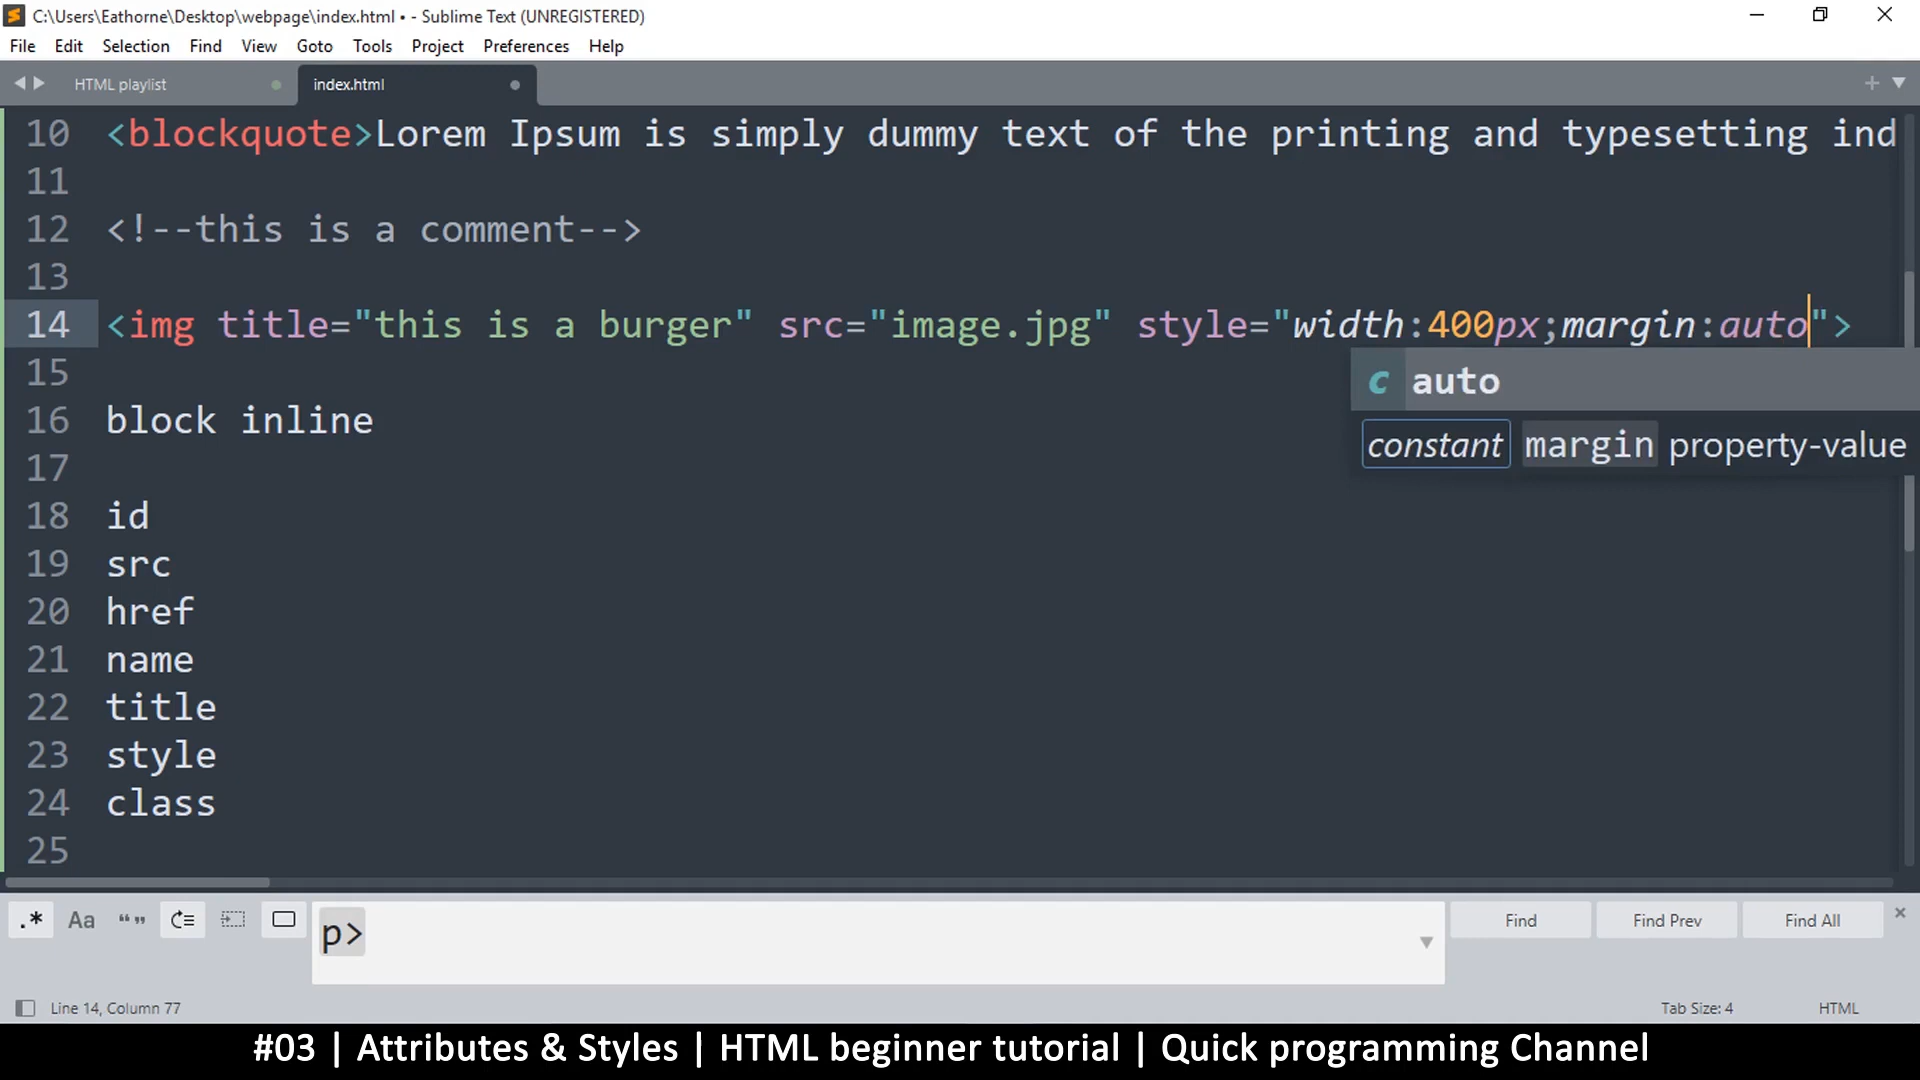 C:\Users\Eathorne\Desktop\webpage\index.html • - Sublime Text (UNREGISTERED)
File Edit Selection Find View Goto Tools Project Preferences Help
HTML playlist index.html
10 <blockquote>Lorem Ipsum is simply dummy text of the printing and typesetting ind
11
12 <!--this is a comment-->
13
14 <img title="this is a burger" src="image.jpg" style="width:400px;margin:auto">
15
c auto
16 block inline
constant margin property-value
17
18 id
19 src
20 href
21 name
22 title
23 style
24 class
25
.* Aa “” p> Find Find Prev Find All
Line 14, Column 77 Tab Size: 4 HTML
#03 | Attributes & Styles | HTML beginner tutorial | Quick programming Channel